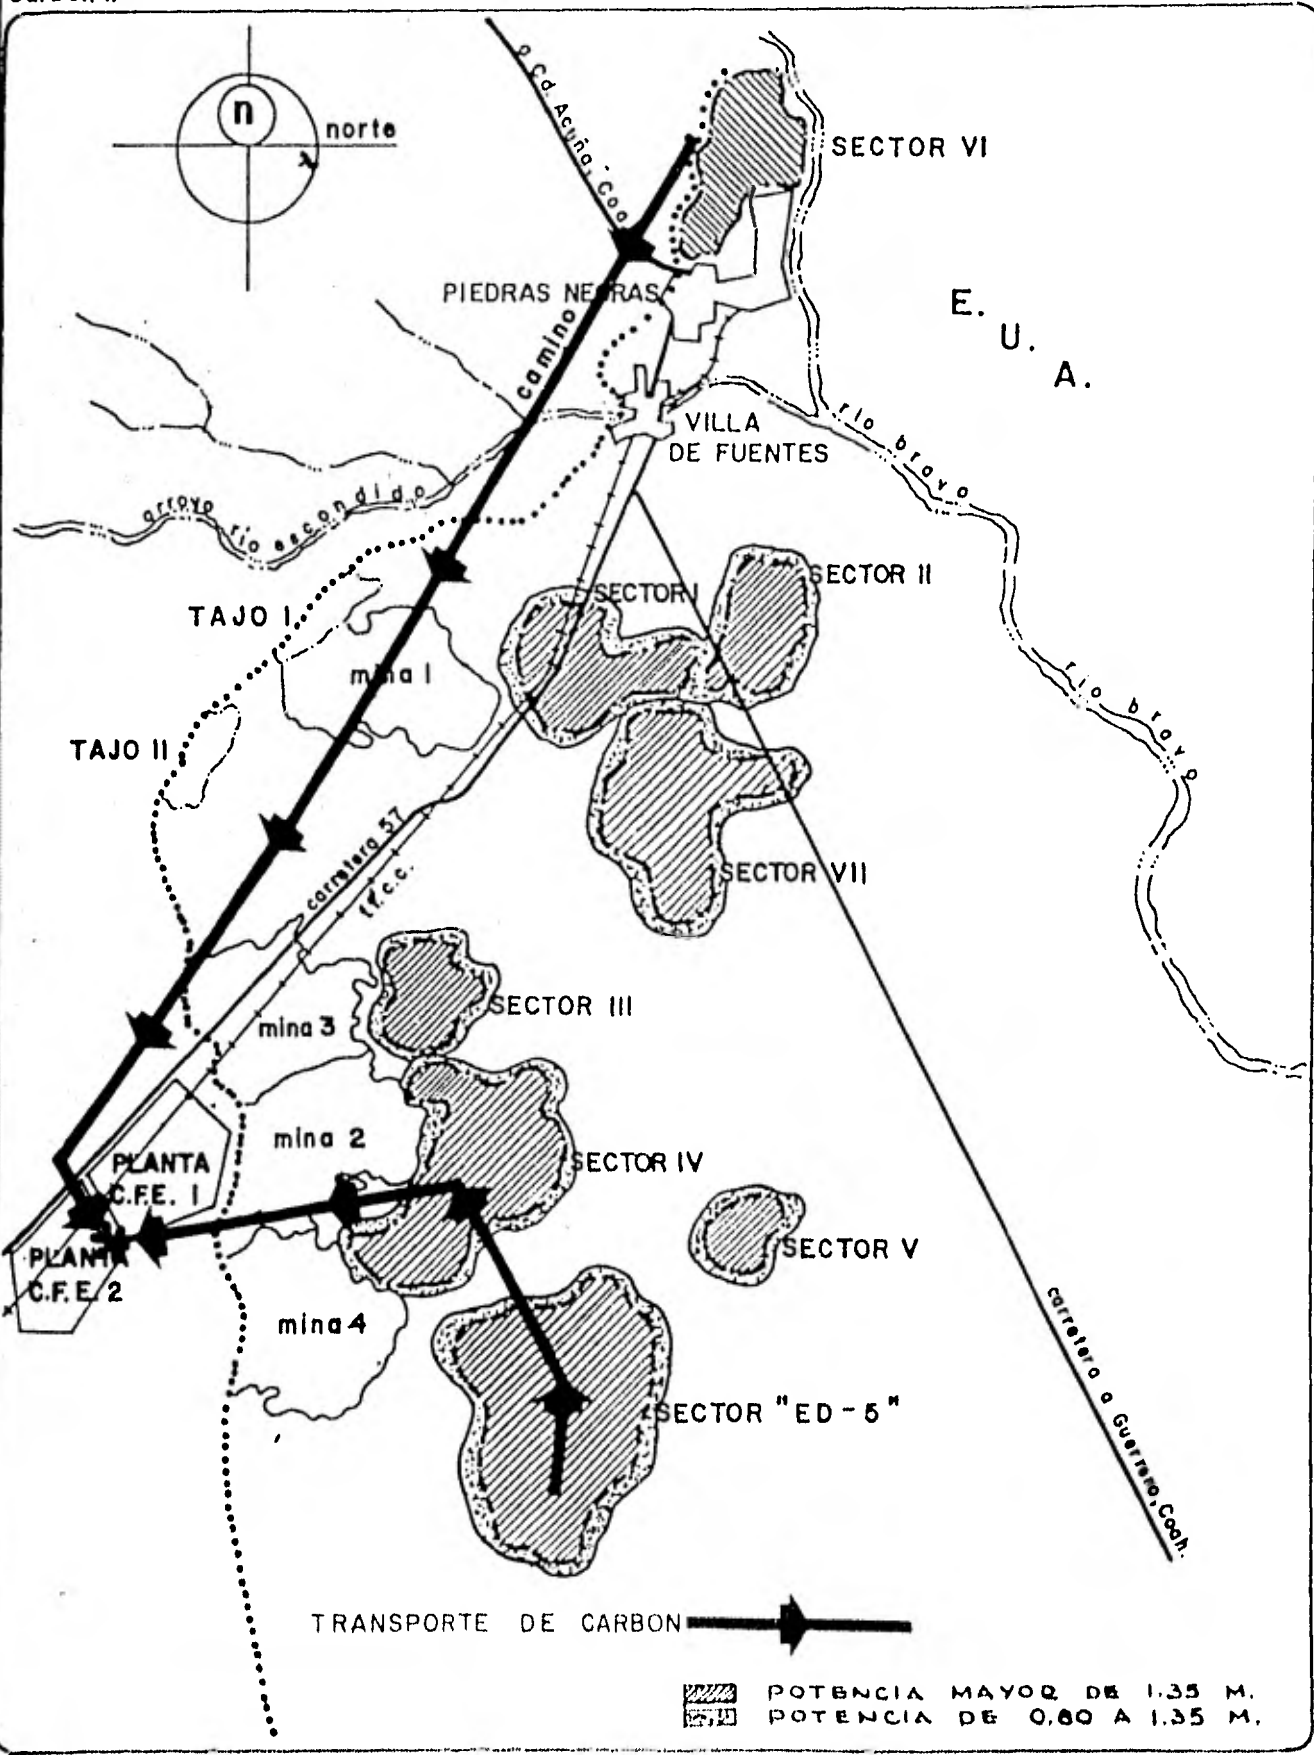 n
norte
a Cd. Acuña, Coa
SECTOR VI
PIEDRAS NEGRAS
E. U. A.
camino
VILLA
DE FUENTES
río bravo
arroyo río escondido
SECTOR I
SECTOR II
TAJO I
mina 1
río bravo
TAJO II
carretera 57
ff.c.c.
SECTOR VII
SECTOR III
mina 3
mina 2
SECTOR IV
PLANTA
C.F.E. 1
SECTOR V
PLANTA
C.F.E. 2
mina 4
carretera a Guerrero, Coah.
SECTOR "ED-5"
TRANSPORTE DE CARBON
POTENCIA MAYOR DE 1.35 M.
POTENCIA DE 0.80 A 1.35 M.